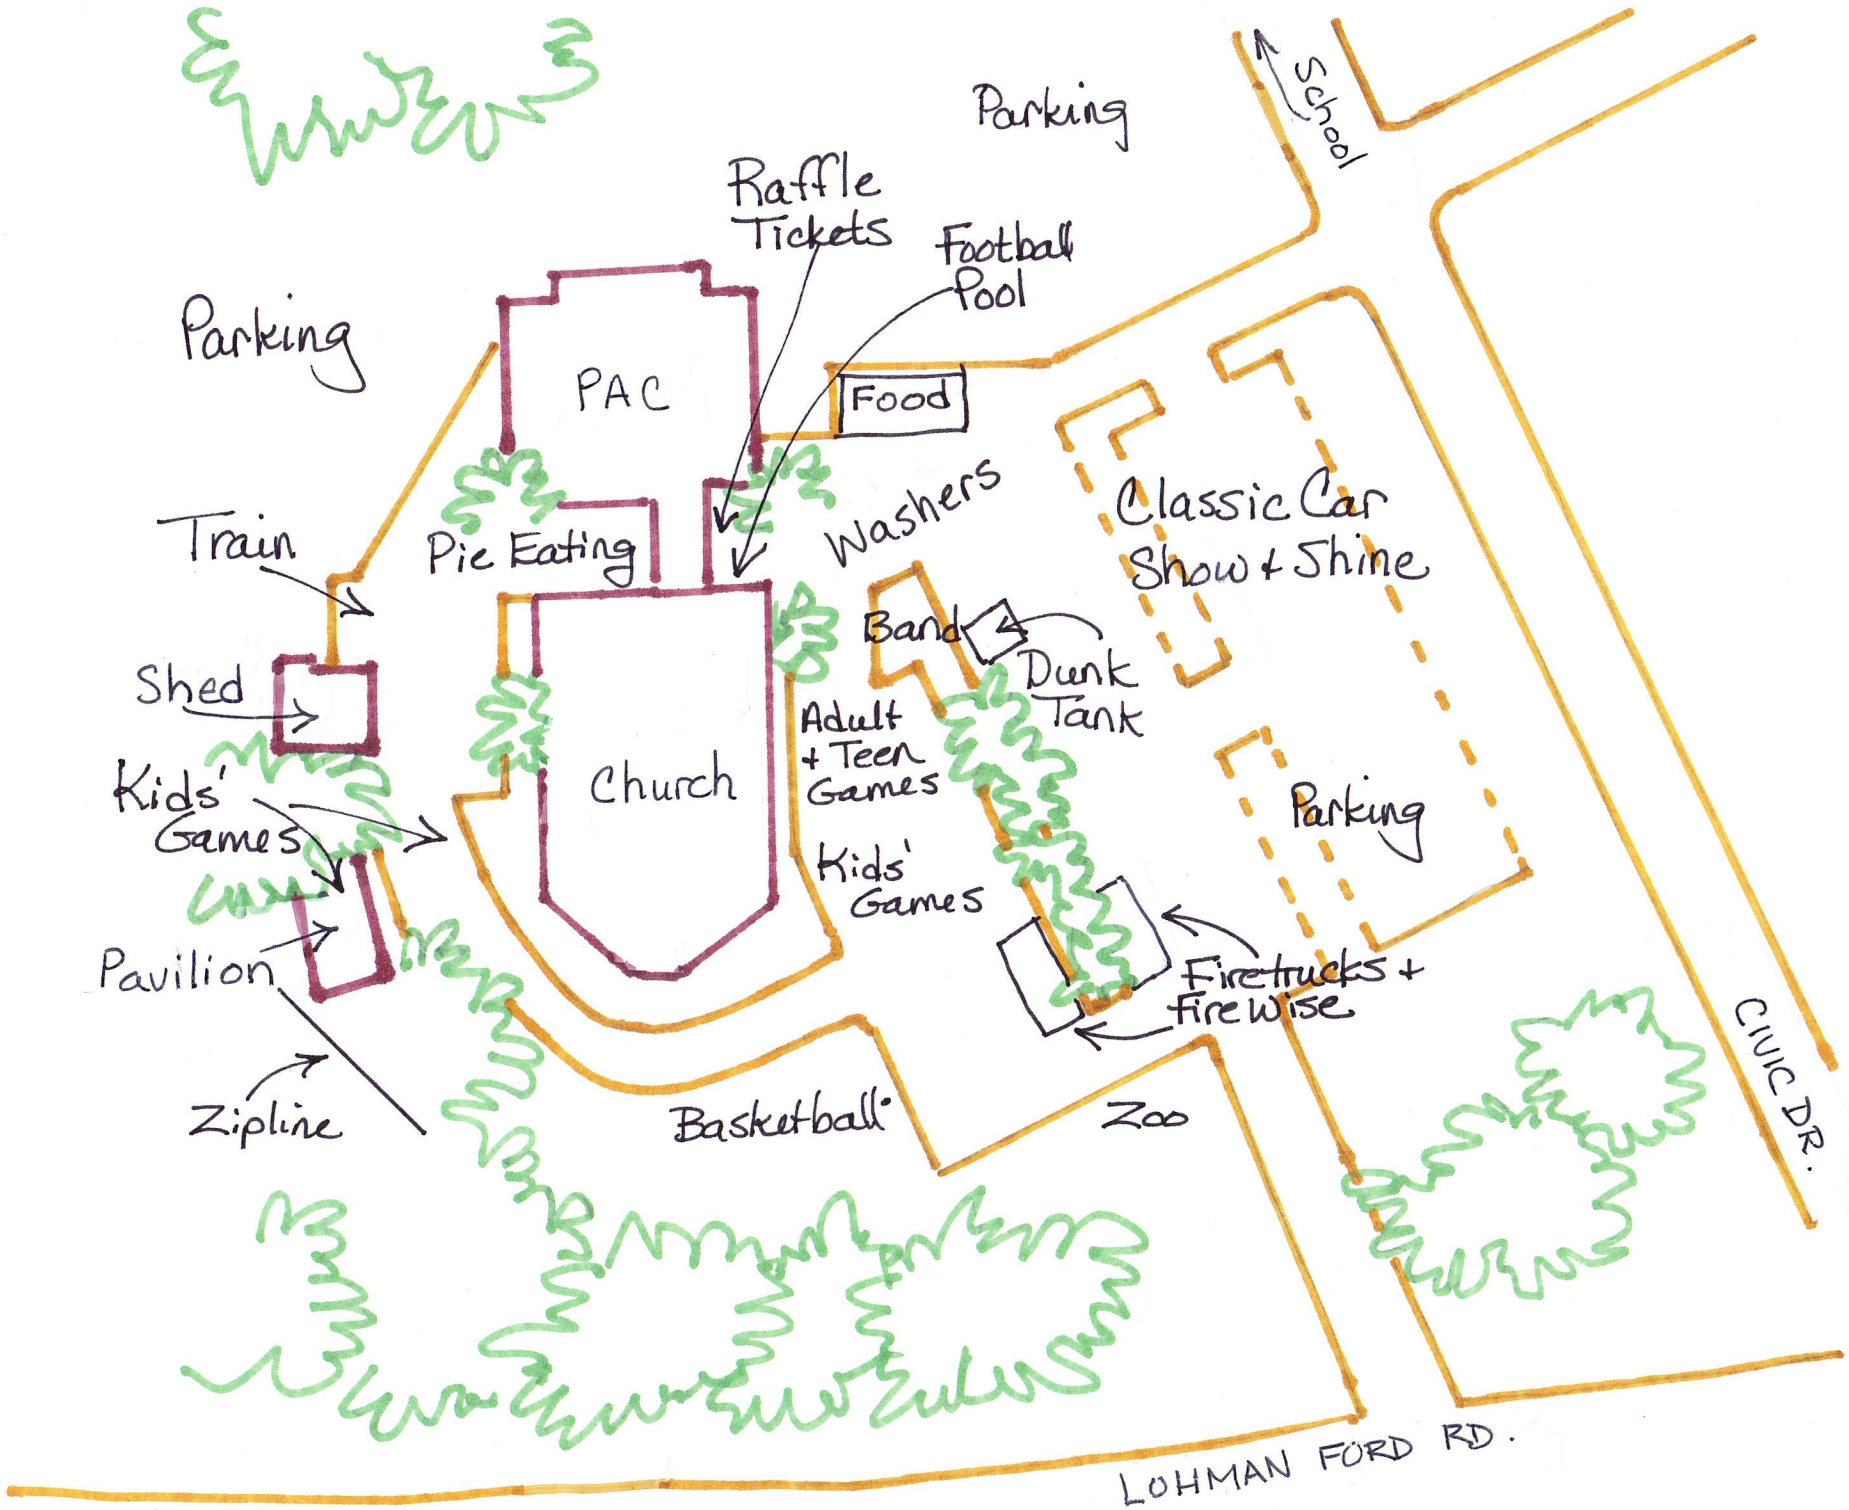 School
Parking
Raffle
Tickets
Football
Pool
Parking
PAC
Food
Washers
Classic Car
Show + Shine
Train
Pie Eating
Band
Dunk
Tank
Shed
Adult
+ Teen
Games
Church
Kids'
Games
Parking
Kids'
Games
Pavilion
Firetrucks +
FireWise
CIVIC DR.
Zipline
Basketball
Zoo
LOHMAN FORD RD.